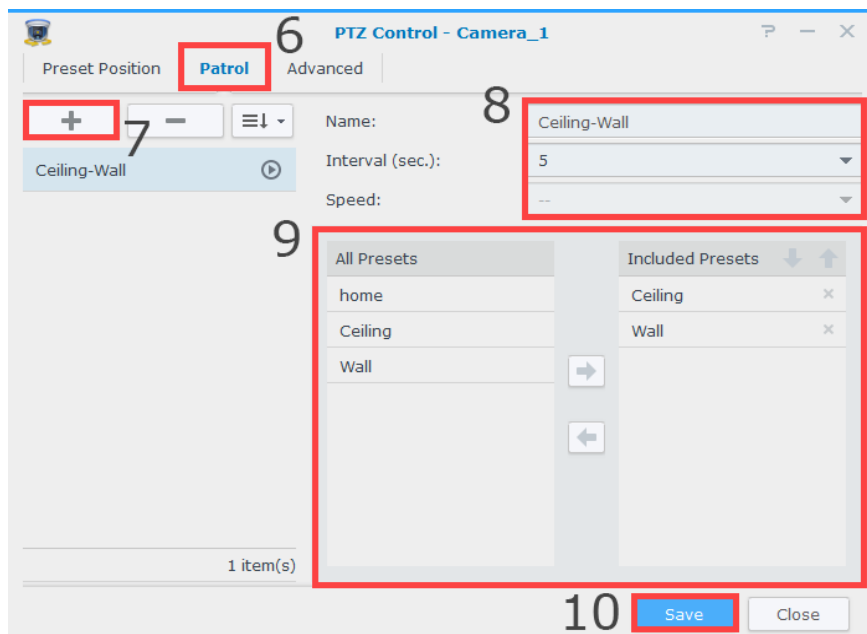 6
PTZ Control - Camera_1
Preset Position Patrol Advanced
7
8
Name: Ceiling-Wall
Interval (sec.): 5
Speed: --
Ceiling-Wall
9
All Presets
home
Ceiling
Wall
Included Presets
Ceiling
Wall
1 item(s)
10
Save Close